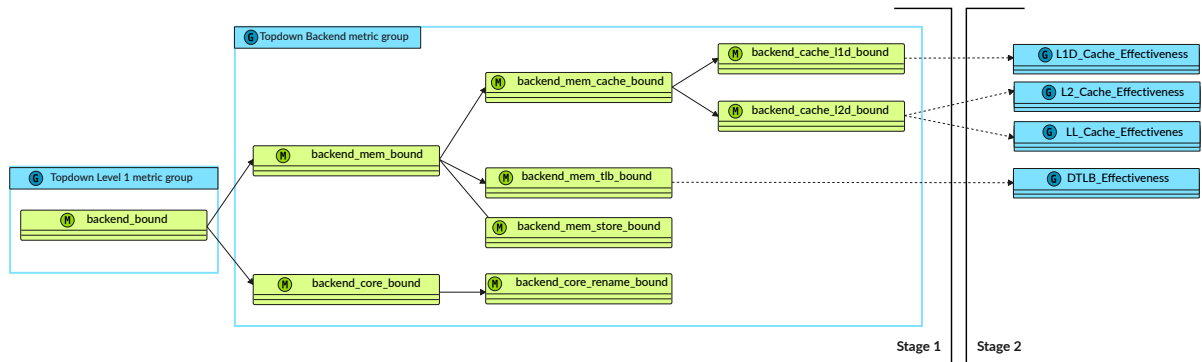 G Topdown Backend metric group
M backend_cache_l1d_bound
G L1D_Cache_Effectiveness
M backend_mem_cache_bound
G L2_Cache_Effectiveness
M backend_cache_l2d_bound
G LL_Cache_Effectivenes
M backend_mem_bound
G Topdown Level 1 metric group
M backend_mem_tlb_bound
G DTLB_Effectiveness
M backend_bound
M backend_mem_store_bound
M backend_core_bound
M backend_core_rename_bound
Stage 1
Stage 2